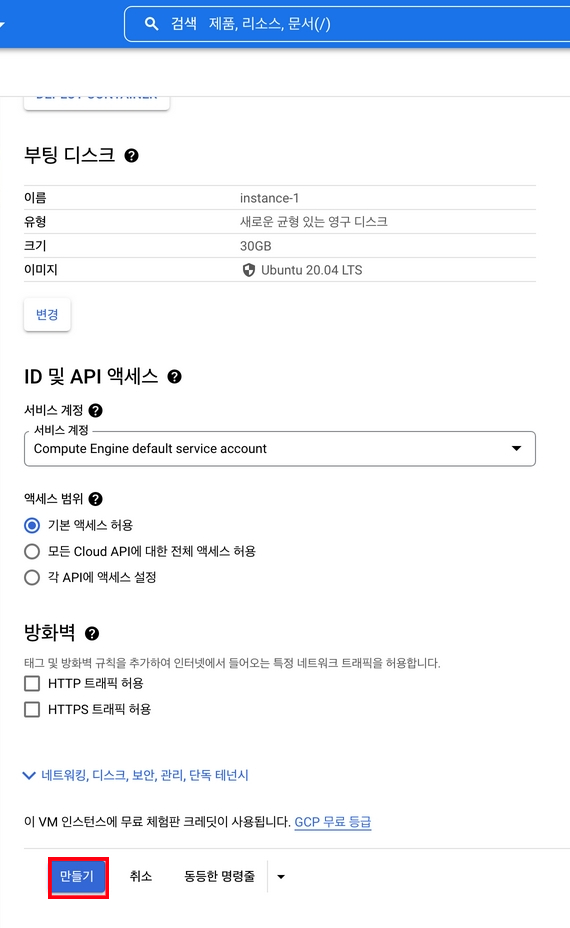 검색 제품, 리소스, 문서(/)
DEPLOY CONTAINER
부팅 디스크
이름 instance-1
유형 새로운 균형 있는 영구 디스크
크기 30GB
이미지 Ubuntu 20.04 LTS
변경
ID 및 API 액세스
서비스 계정
서비스 계정
Compute Engine default service account
액세스 범위
기본 액세스 허용
모든 Cloud API에 대한 전체 액세스 허용
각 API에 액세스 설정
방화벽
태그 및 방화벽 규칙을 추가하여 인터넷에서 들어오는 특정 네트워크 트래픽을 허용합니다.
HTTP 트래픽 허용
HTTPS 트래픽 허용
네트워킹, 디스크, 보안, 관리, 단독 테넌시
이 VM 인스턴스에 무료 체험판 크레딧이 사용됩니다. GCP 무료 등급
만들기 취소 동등한 명령줄